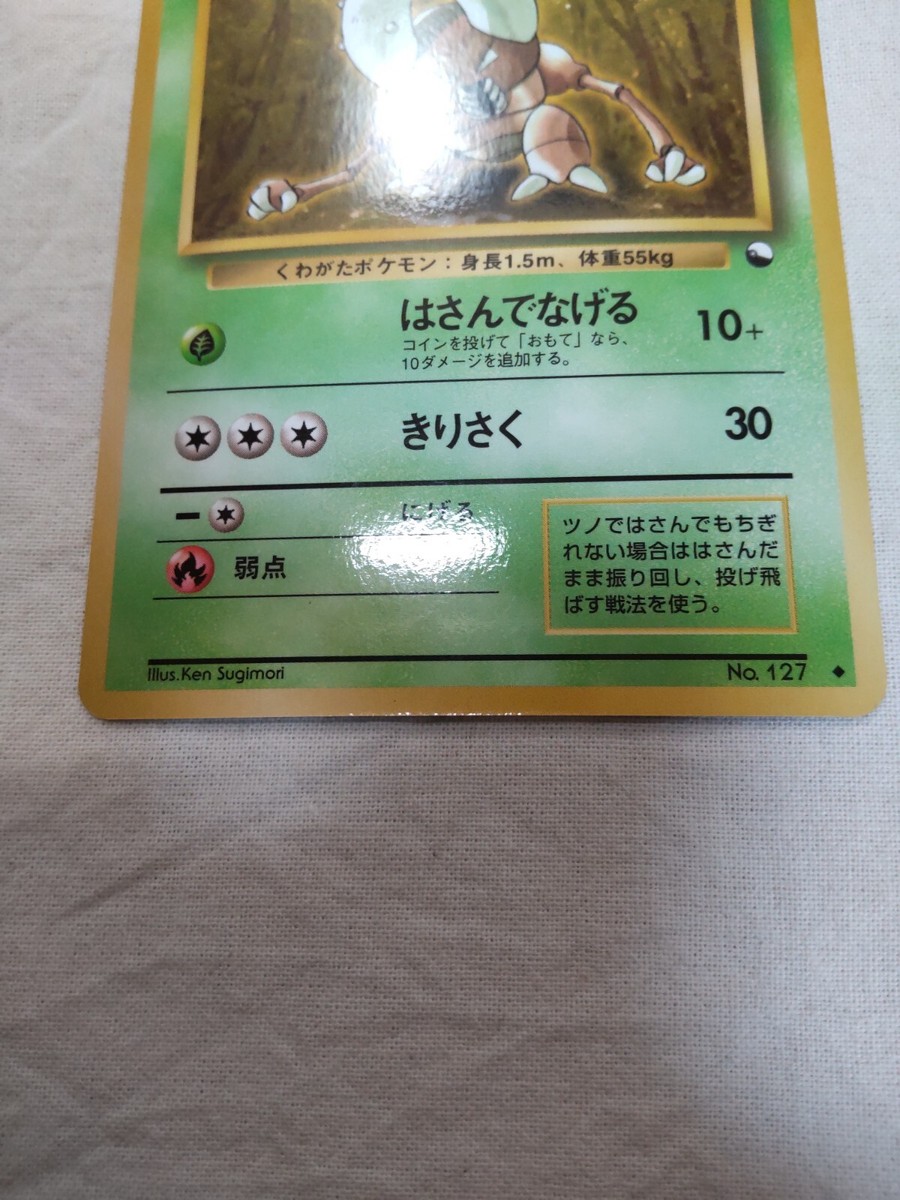 くわがたポケモン：身長1.5m、体重55kg
はさんでなげる 10+
コインを投げて「おもて」なら、
10ダメージを追加する。
きりさく 30
− にげる
弱点
ツノではさんでもちぎ
れない場合ははさんだ
まま振り回し、投げ飛
ばす戦法を使う。
Illus.Ken Sugimori
No. 127 ◆